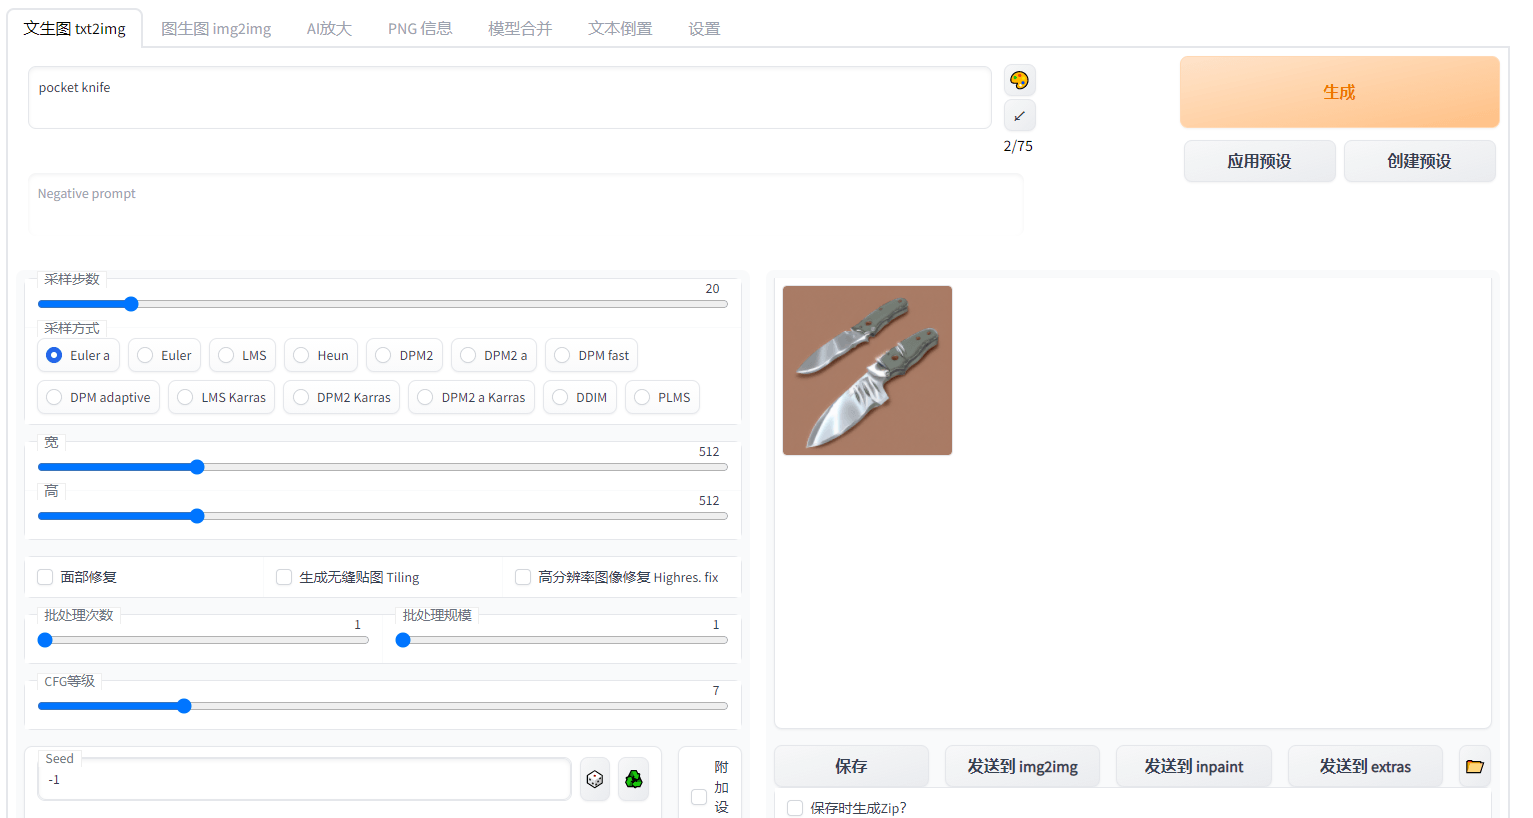 文生图 txt2img
图生图 img2img
AI放大
PNG 信息
模型合并
文本倒置
设置
pocket knife
2/75
生成
应用预设
创建预设
Negative prompt
采样步数
20
采样方式
Euler a
Euler
LMS
Heun
DPM2
DPM2 a
DPM fast
DPM adaptive
LMS Karras
DPM2 Karras
DPM2 a Karras
DDIM
PLMS
宽
512
高
512
面部修复
生成无缝贴图 Tiling
高分辨率图像修复 Highres. fix
批处理次数
1
批处理规模
1
CFG等级
7
Seed
-1
附
加
设
保存
发送到 img2img
发送到 inpaint
发送到 extras
保存时生成Zip?